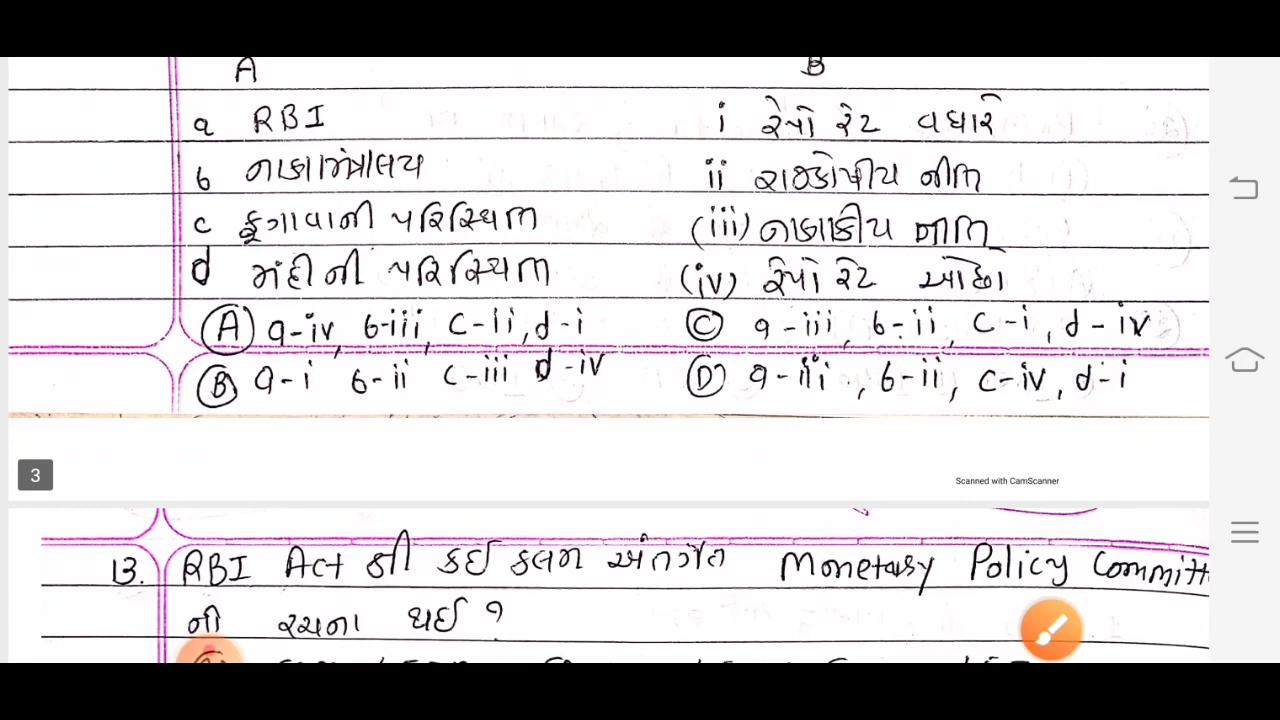 A B
a RBI i રેપો રેટ વધારે
b નાણામંત્રાલય ii રાજકોષીય નીતિ
c ફૂગાવાની પરિસ્થિતિ (iii) નાણાકીય નીતિ
d મંદીની પરિસ્થિતિ (iv) રેપો રેટ ઓછો
(A) a-iv, b-iii, c-ii, d-i (C) a-iii, b-ii, c-i, d-iv
(B) a-i b-ii c-iii d-iv (D) a-iii, b-ii, c-iv, d-i
3
Scanned with CamScanner
13. RBI Act ની કઈ કલમ અંતર્ગત Monetary Policy Committ
ની રચના થઈ ?